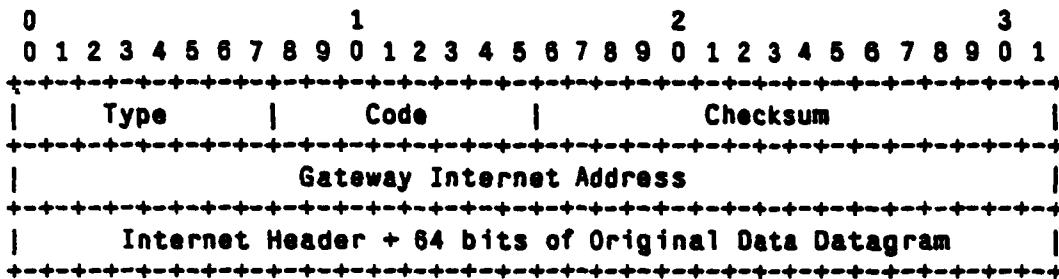 0                   1                   2                   3
0 1 2 3 4 5 6 7 8 9 0 1 2 3 4 5 6 7 8 9 0 1 2 3 4 5 6 7 8 9 0 1
+-+-+-+-+-+-+-+-+-+-+-+-+-+-+-+-+-+-+-+-+-+-+-+-+-+-+-+-+-+-+-+-+
| Type | Code | Checksum |
+-+-+-+-+-+-+-+-+-+-+-+-+-+-+-+-+-+-+-+-+-+-+-+-+-+-+-+-+-+-+-+-+
| Gateway Internet Address |
+-+-+-+-+-+-+-+-+-+-+-+-+-+-+-+-+-+-+-+-+-+-+-+-+-+-+-+-+-+-+-+-+
| Internet Header + 64 bits of Original Data Datagram |
+-+-+-+-+-+-+-+-+-+-+-+-+-+-+-+-+-+-+-+-+-+-+-+-+-+-+-+-+-+-+-+-+